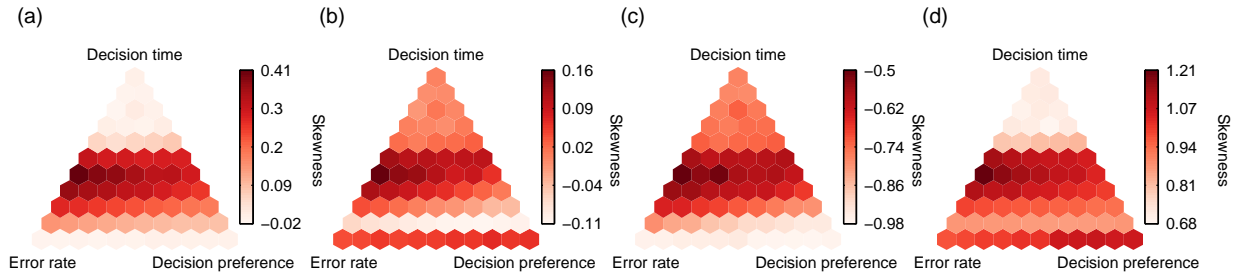 (a)
Decision time
0.41
0.3
0.2
0.09
−0.02
Skewness
Error rate
Decision preference
(b)
Decision time
0.16
0.09
0.02
−0.04
−0.11
Skewness
Error rate
Decision preference
(c)
Decision time
−0.5
−0.62
−0.74
−0.86
−0.98
Skewness
Error rate
Decision preference
(d)
Decision time
1.21
1.07
0.94
0.81
0.68
Skewness
Error rate
Decision preference